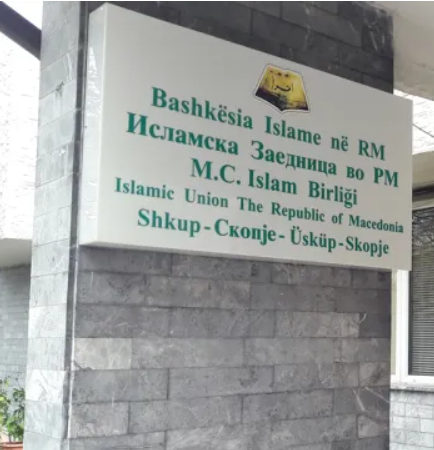 اقرأ
Bashkësia Islame në RM
Исламска Заедница во РМ
M.C. Islam Birliği
Islamic Union The Republic of Macedonia
Shkup - Скопје - Üsküp - Skopje